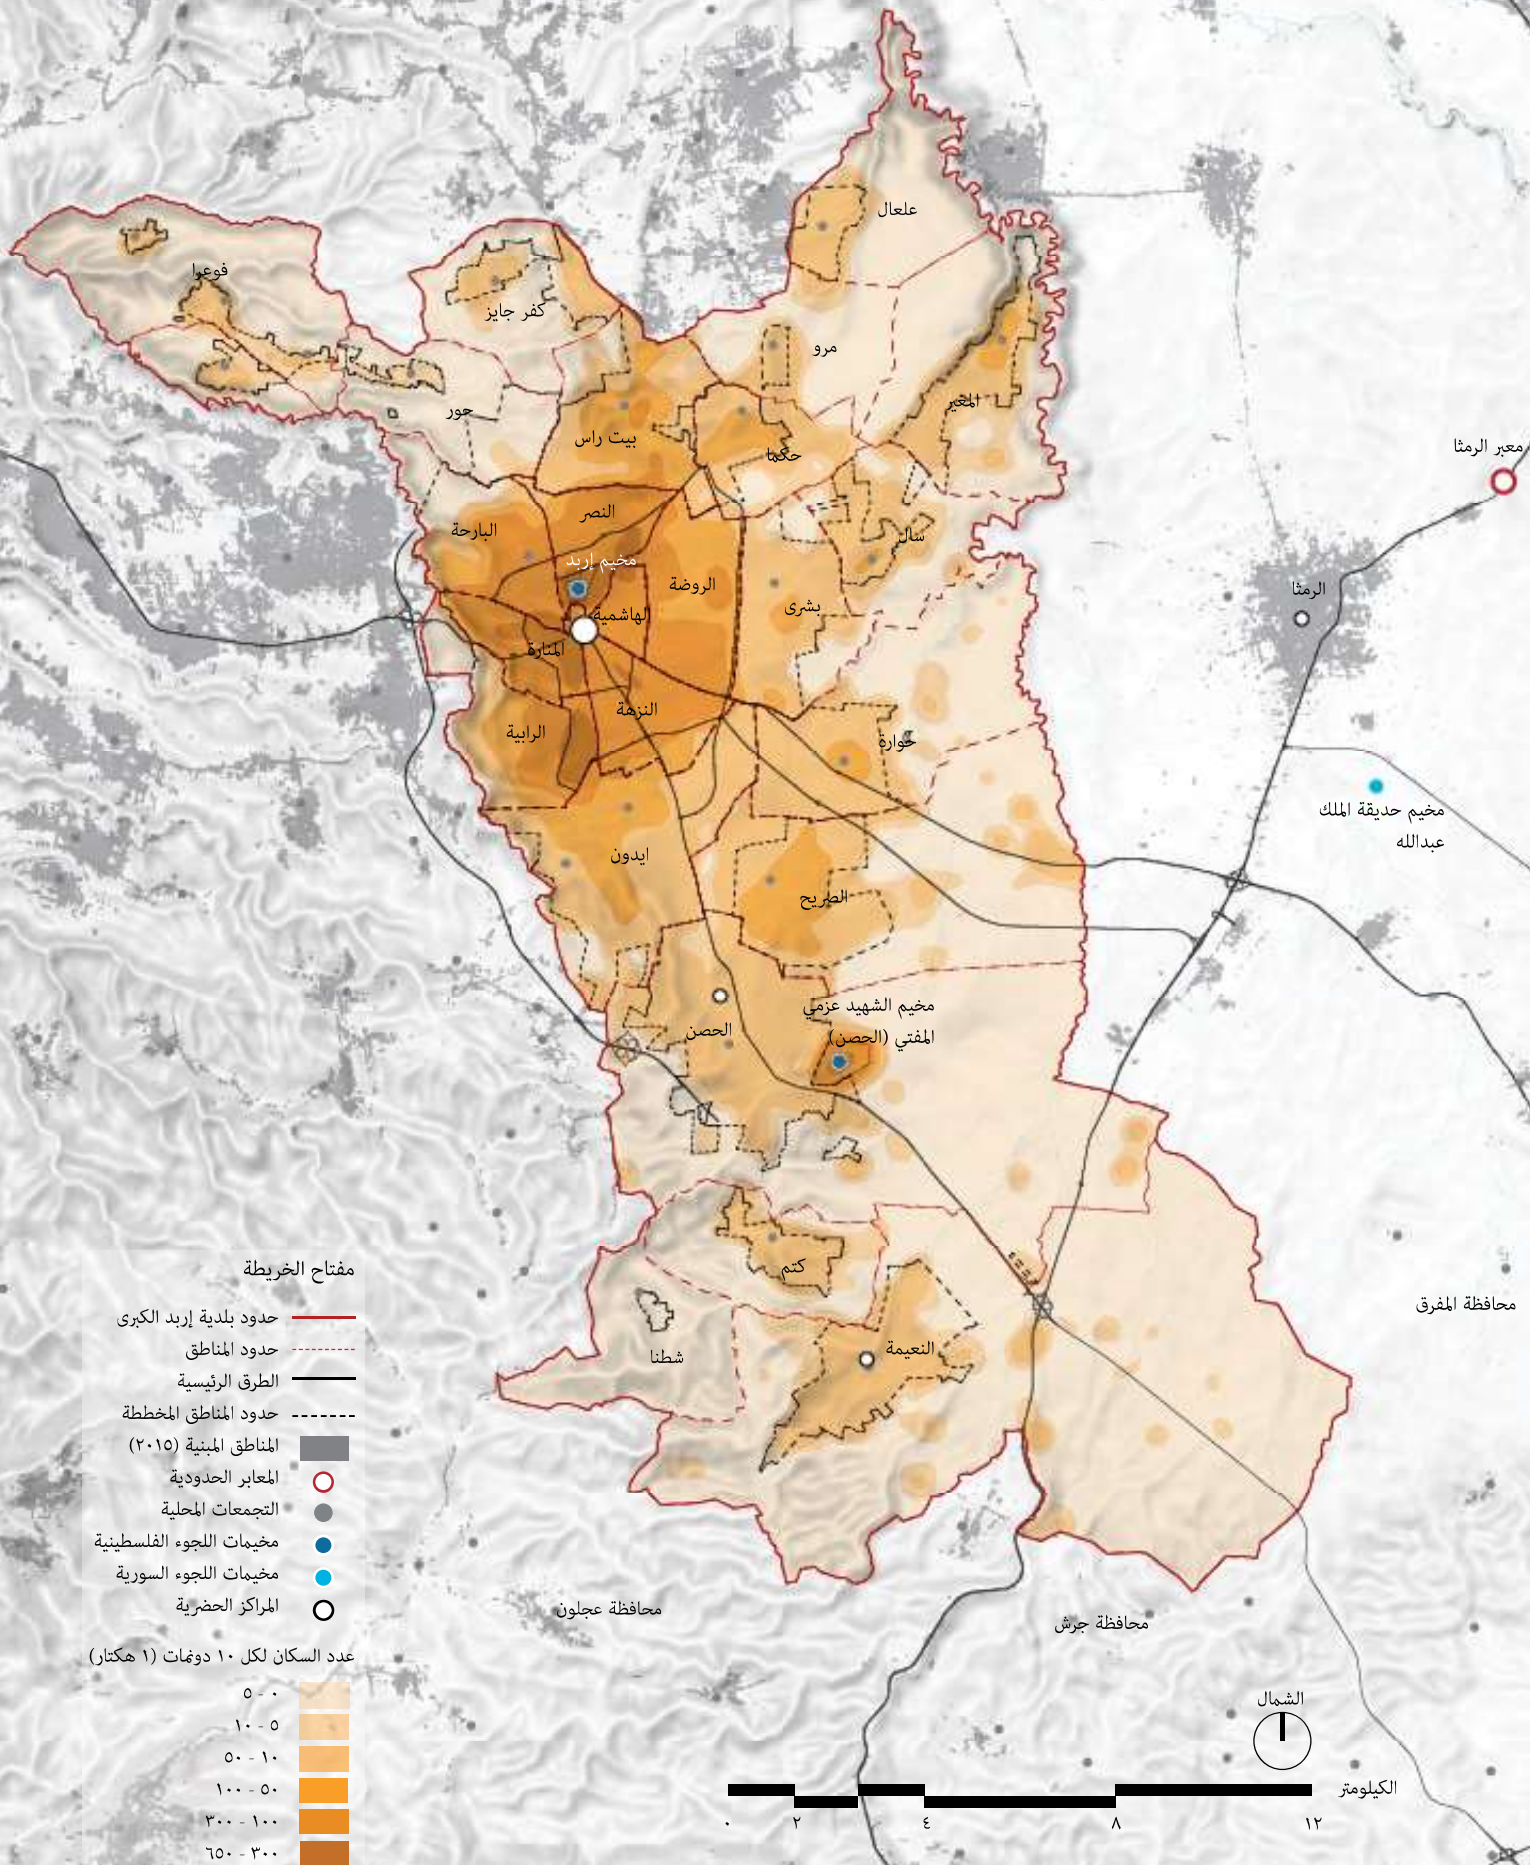 علعال
فوعرا
كفر جايز
مرو
المغير
حور
بيت راس
حكما
معبر الرمثا
النصر
البارحة
سال
مخيم إربد
الروضة
الرمثا
بشرى
الهاشمية
المنارة
النزهة
الرابية
حوارة
مخيم حديقة الملك
عبدالله
ايدون
الصريح
مخيم الشهيد عزمي
المفتي (الحصن)
الحصن
كتم
محافظة المفرق
النعيمة
شطنا
محافظة عجلون
محافظة جرش
مفتاح الخريطة
حدود بلدية إربد الكبرى
حدود المناطق
الطرق الرئيسية
حدود المناطق المخططة
المناطق المبنية (٢٠١٥)
المعابر الحدودية
التجمعات المحلية
مخيمات اللجوء الفلسطينية
مخيمات اللجوء السورية
المراكز الحضرية
عدد السكان لكل ١٠ دونمات (١ هكتار)
٠ - ٥
٥ - ١٠
١٠ - ٥٠
٥٠ - ١٠٠
١٠٠ - ٣٠٠
٣٠٠ - ٦٥٠
الشمال
الكيلومتر
٠ ٢ ٤ ٨ ١٢